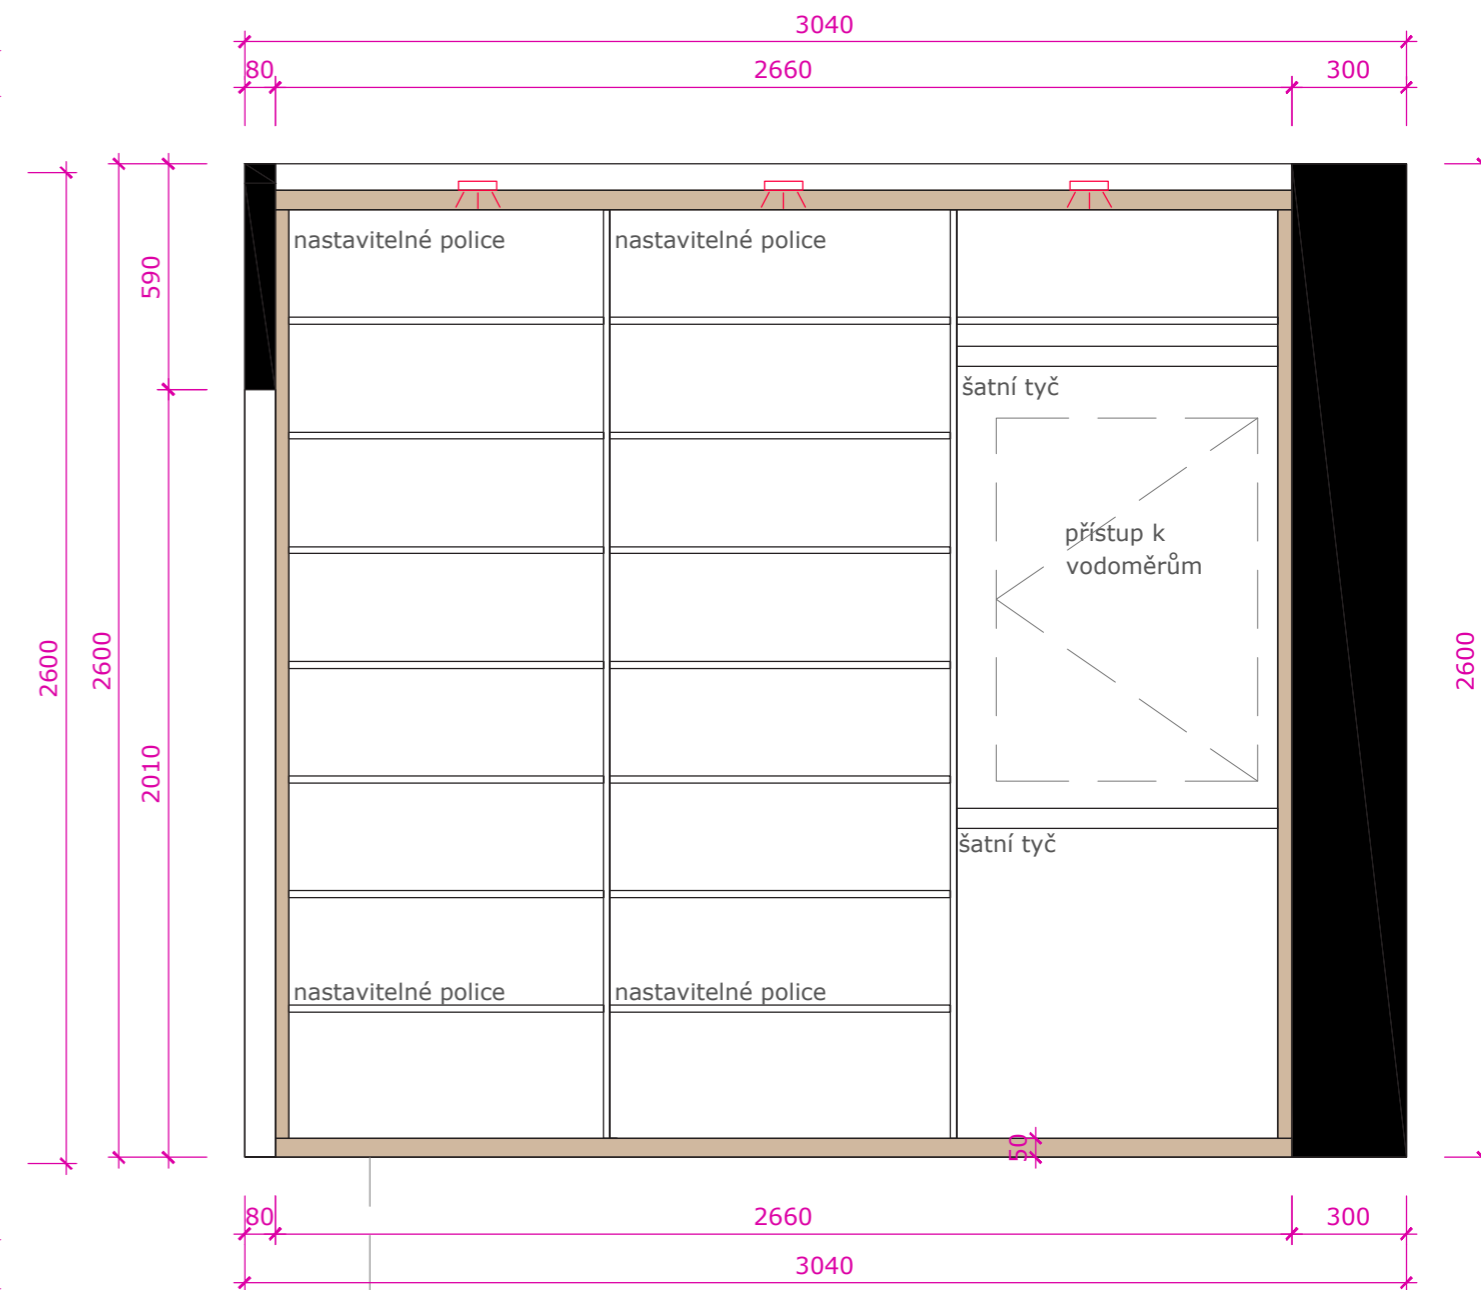 3040
80 2660 300
nastavitelné police nastavitelné police
590
šatní tyč
přístup k
vodoměrům
2600 2600 2600
2010
šatní tyč
nastavitelné police nastavitelné police
50
80 2660 300
3040